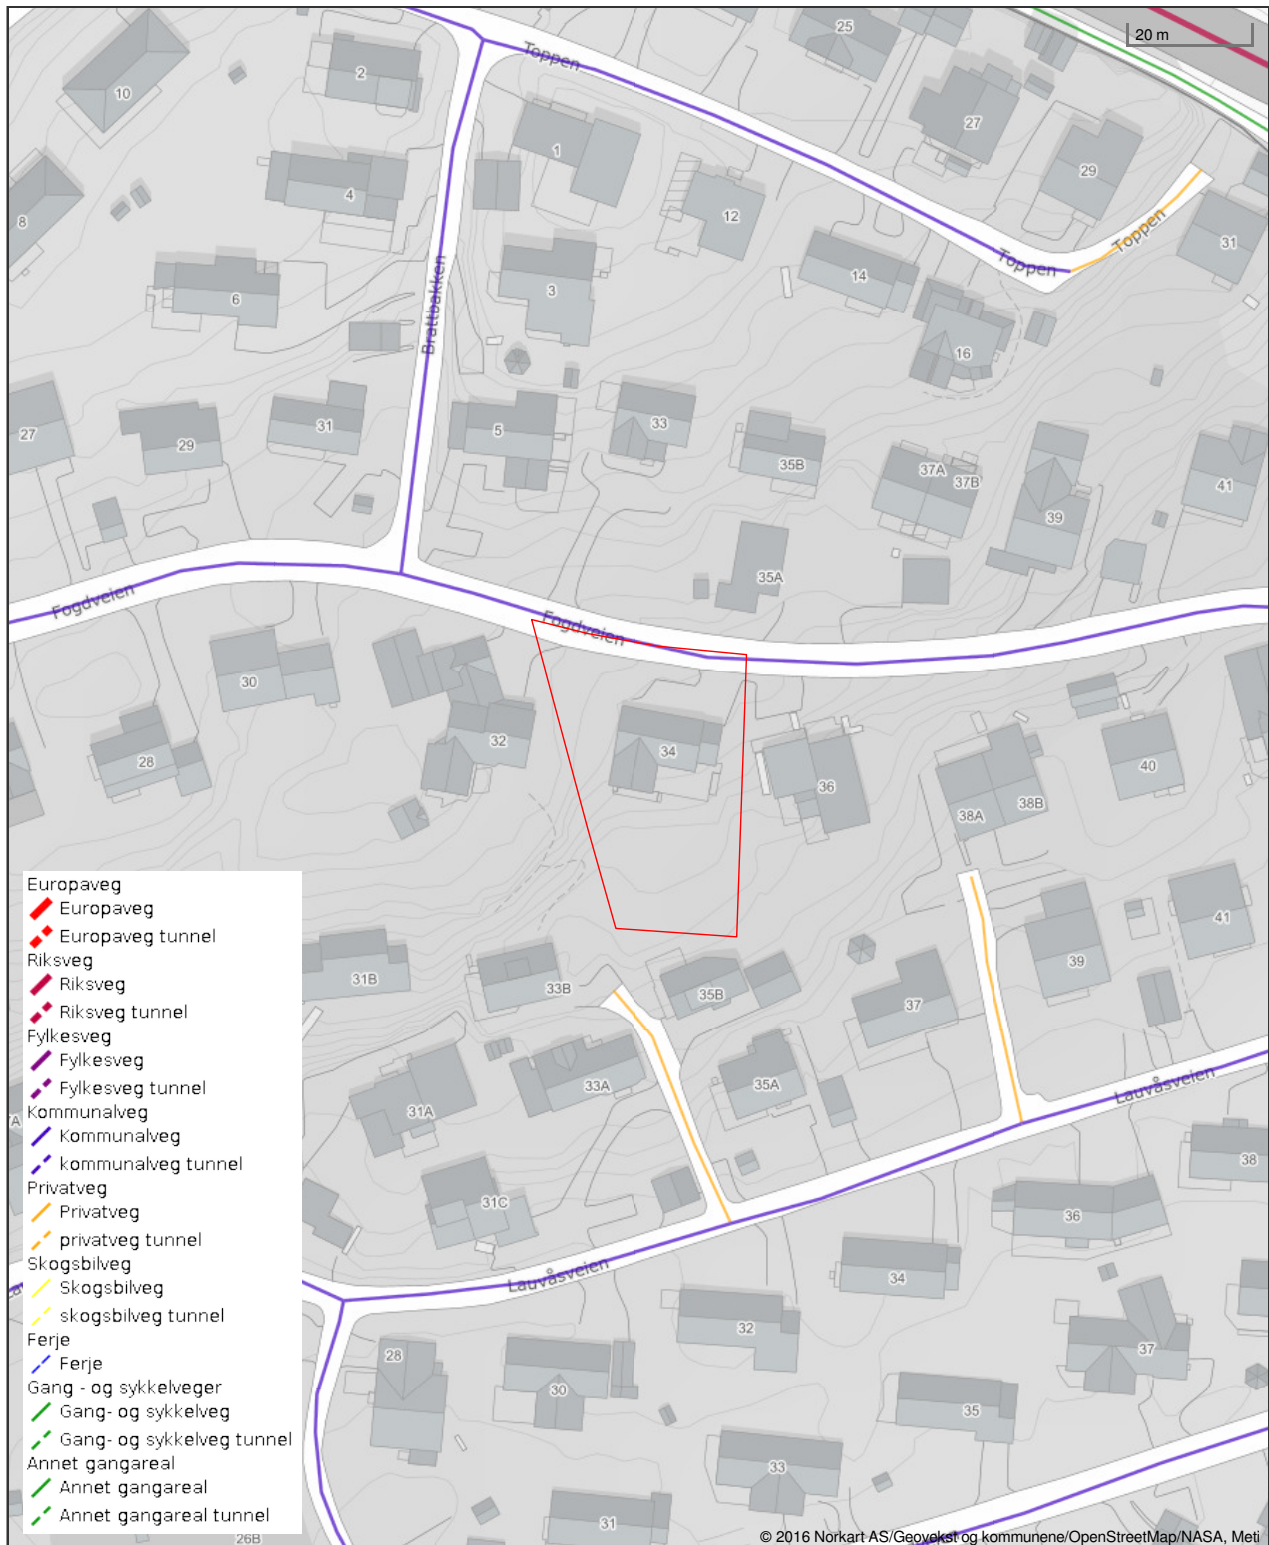 25
20 m
Toppen
2
10
27
1
29
4
12
8
Toppen
31
Toppen
14
6
3
Brattbakken
16
33
31
5
27
29
35B
37A
37B
41
39
35A
Fogdveien
Fogdveien
30
32
34
28
36
40
38A
38B
41
39
31B
33B
35B
37
33A
35A
31A
Lauvåsveien
38
31C
36
Lauvåsveien
34
32
28
37
30
35
33
31
26B
Europaveg
Europaveg
Europaveg tunnel
Riksveg
Riksveg
Riksveg tunnel
Fylkesveg
Fylkesveg
Fylkesveg tunnel
Kommunalveg
Kommunalveg
kommunalveg tunnel
Privatveg
Privatveg
privatveg tunnel
Skogsbilveg
Skogsbilveg
skogsbilveg tunnel
Ferje
Ferje
Gang - og sykkelveger
Gang- og sykkelveg
Gang- og sykkelveg tunnel
Annet gangareal
Annet gangareal
Annet gangareal tunnel
© 2016 Norkart AS/Geovekst og kommunene/OpenStreetMap/NASA, Meti